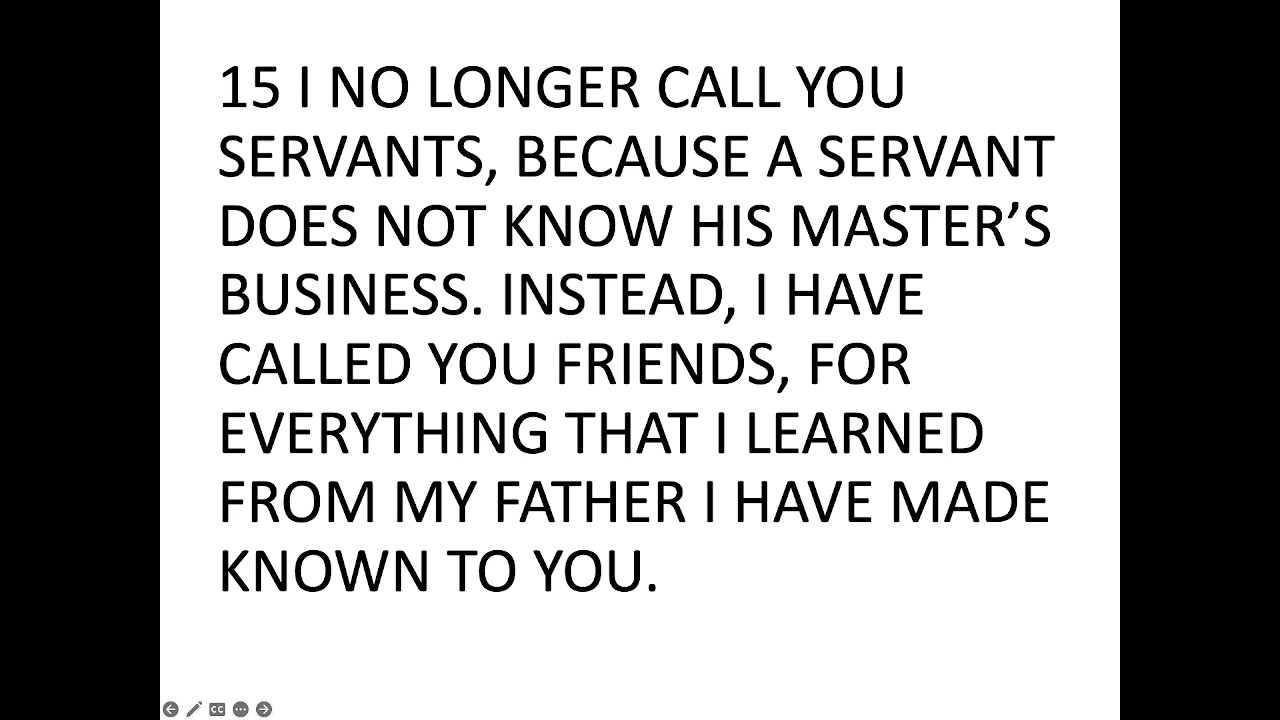 15 I NO LONGER CALL YOU
SERVANTS, BECAUSE A SERVANT
DOES NOT KNOW HIS MASTER’S
BUSINESS. INSTEAD, I HAVE
CALLED YOU FRIENDS, FOR
EVERYTHING THAT I LEARNED
FROM MY FATHER I HAVE MADE
KNOWN TO YOU.
CC